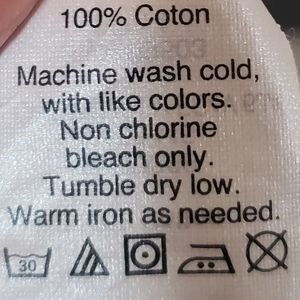 100% Coton
Machine wash cold,
with like colors.
Non chlorine
bleach only.
Tumble dry low.
Warm iron as needed.
30